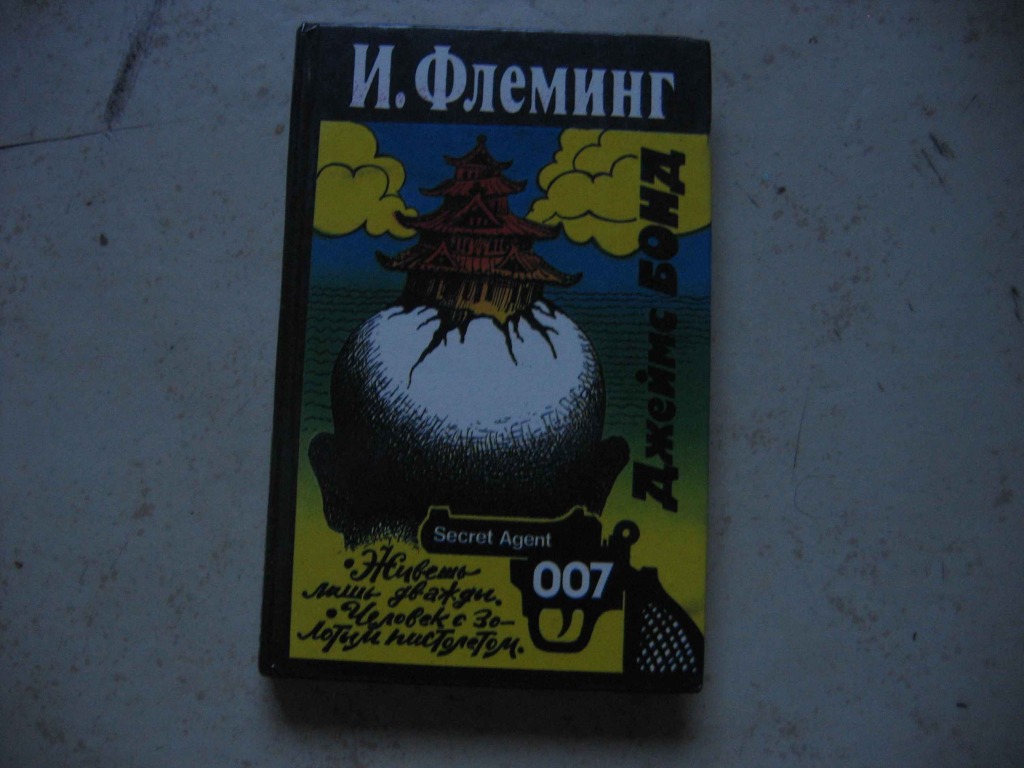 И. Флеминг
Джеймс БОНД
Secret Agent
007
• Живешь
лишь дважды.
• Человек с Зо-
лотым пистолетом.